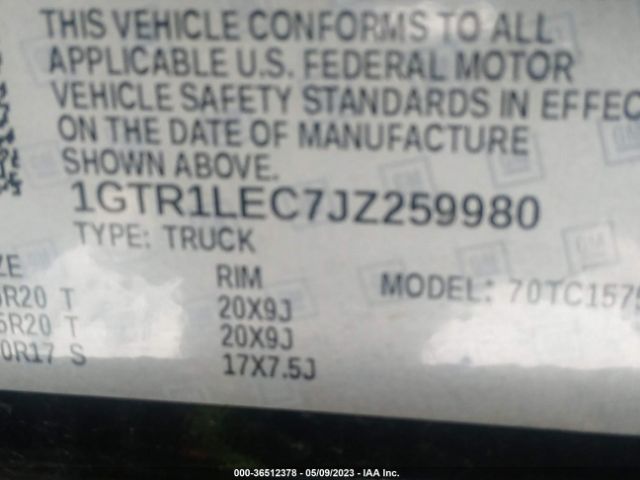 THIS VEHICLE CONFORMS TO ALL
APPLICABLE U.S. FEDERAL MOTOR
VEHICLE SAFETY STANDARDS IN EFFEC
ON THE DATE OF MANUFACTURE
SHOWN ABOVE.
1GTR1LEC7JZ259980
TYPE: TRUCK
ZE RIM MODEL: 70TC1575
R20 T 20X9J
5R20 T 20X9J
0R17 S 17X7.5J
000-36512378 - 05/09/2023 - IAA Inc.